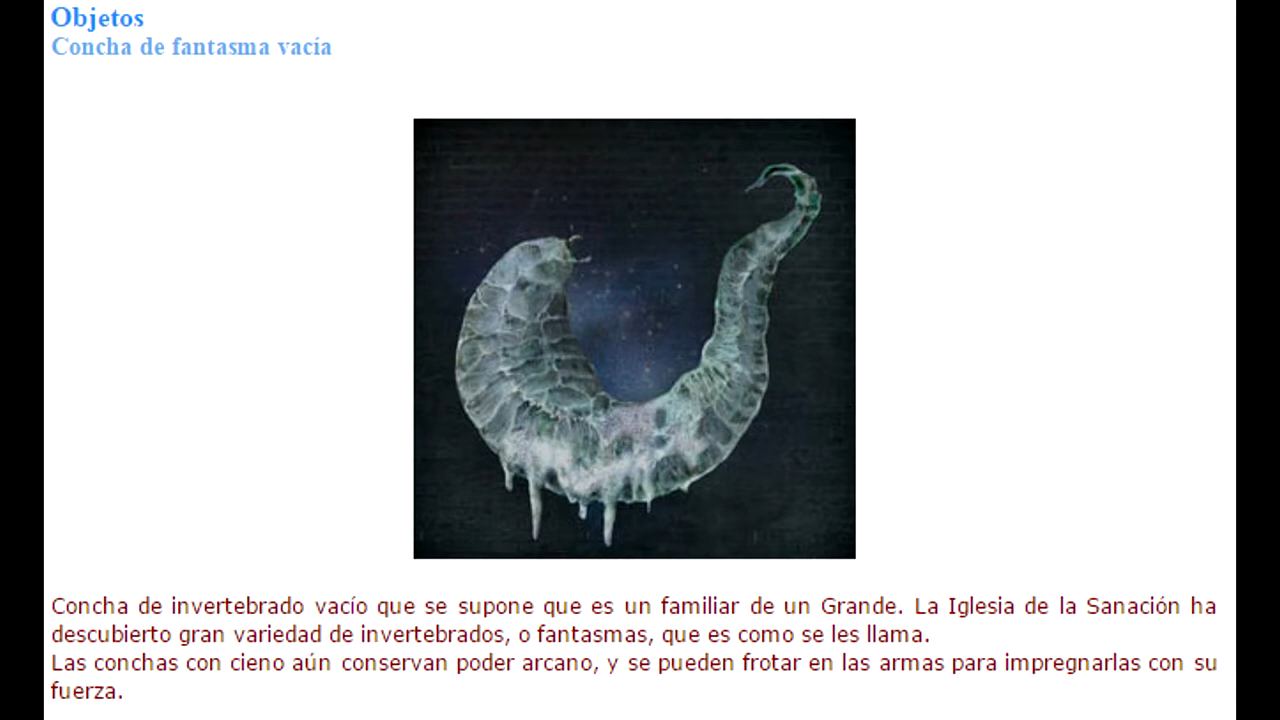 Objetos
Concha de fantasma vacía
Concha de invertebrado vacío que se supone que es un familiar de un Grande. La Iglesia de la Sanación ha
descubierto gran variedad de invertebrados, o fantasmas, que es como se les llama.
Las conchas con cieno aún conservan poder arcano, y se pueden frotar en las armas para impregnarlas con su
fuerza.